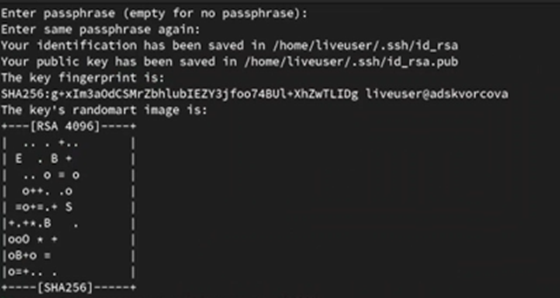 Enter passphrase (empty for no passphrase):
Enter same passphrase again:
Your identification has been saved in /home/liveuser/.ssh/id_rsa
Your public key has been saved in /home/liveuser/.ssh/id_rsa.pub
The key fingerprint is:
SHA256:g+xIm3aOdCSMrZbhlubIEZY3jfoo74BUl+XhZwTLIDg liveuser@adskvorcova
The key's randomart image is:
+---[RSA 4096]----+
|  .. . +..       |
| E  . B +        |
|  .. o = o       |
|  o++. .o        |
| =o+=.+ S        |
|+.+*.B   .       |
|ooO * +          |
|oB+o =           |
|o=+.. .          |
+----[SHA256]-----+